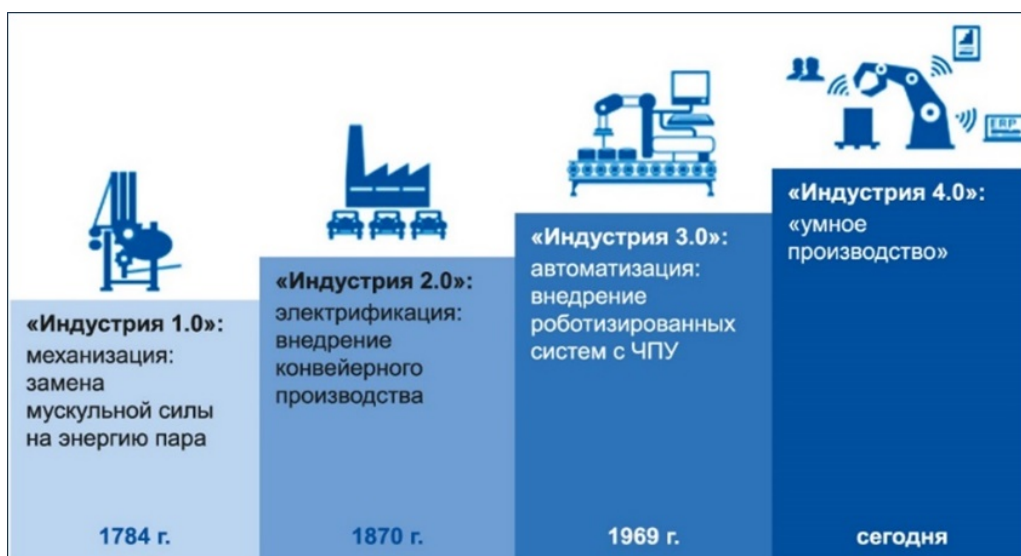 ERP
«Индустрия 1.0»:
механизация:
замена
мускульной силы
на энергию пара
1784 г.
«Индустрия 2.0»:
электрификация:
внедрение
конвейерного
производства
1870 г.
«Индустрия 3.0»:
автоматизация:
внедрение
роботизированных
систем с ЧПУ
1969 г.
«Индустрия 4.0»:
«умное
производство»
сегодня